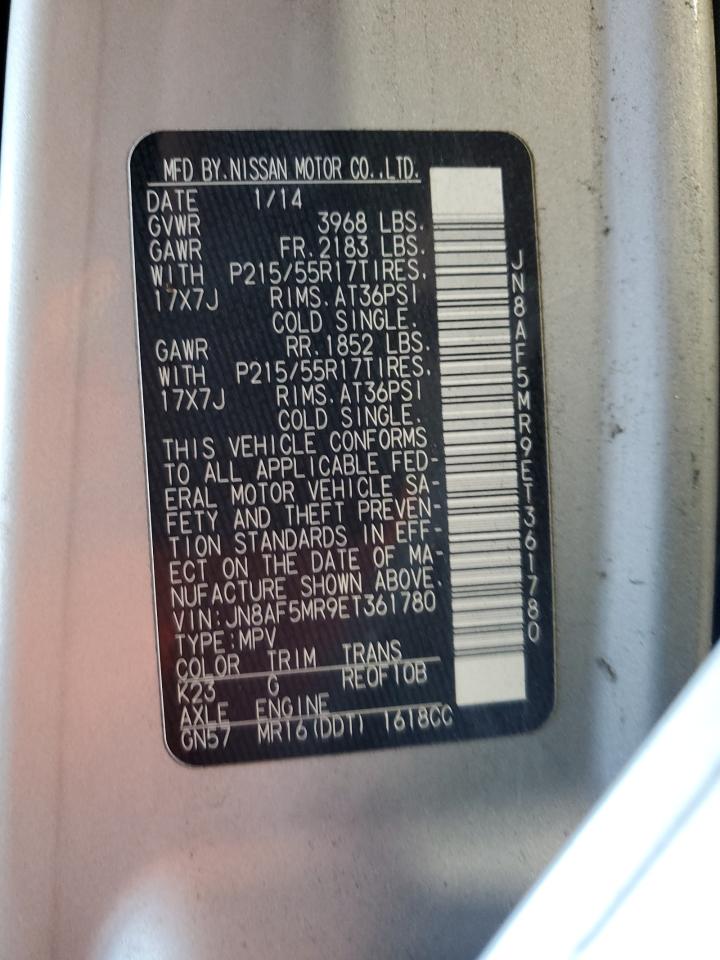 MFD BY.NISSAN MOTOR CO.,LTD.
DATE 1/14
GVWR 3968 LBS.
GAWR FR.2183 LBS.
WITH P215/55R17TIRES.
17X7J RIMS.AT36PSI
COLD SINGLE.
GAWR RR.1852 LBS.
WITH P215/55R17TIRES.
17X7J RIMS.AT36PSI
COLD SINGLE.
THIS VEHICLE CONFORMS
TO ALL APPLICABLE FED-
ERAL MOTOR VEHICLE SA-
FETY AND THEFT PREVEN-
TION STANDARDS IN EFF-
ECT ON THE DATE OF MA-
NUFACTURE SHOWN ABOVE.
VIN:JN8AF5MR9ET361780
TYPE:MPV
COLOR TRIM TRANS
K23 G RE0F10B
AXLE ENGINE
GN57 MR16(DDT) 1618CC
JN8AF5MR9ET361780